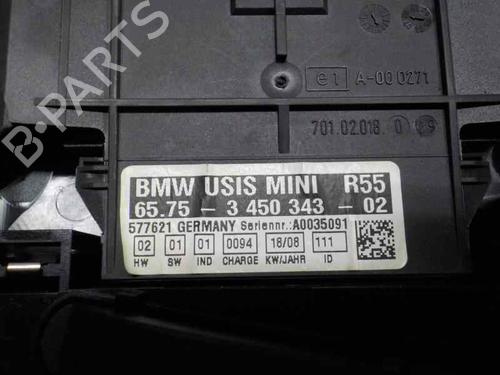 B-PARTS
e1 A-00 0271
701.02.018.
BMW USIS MINI R55
65.75 - 3 450 343 - 02
577621 GERMANY Seriennr.:A0035091
02 01 01 0094 18/08 111
HW SW IND CHARGE KW/JAHR ID